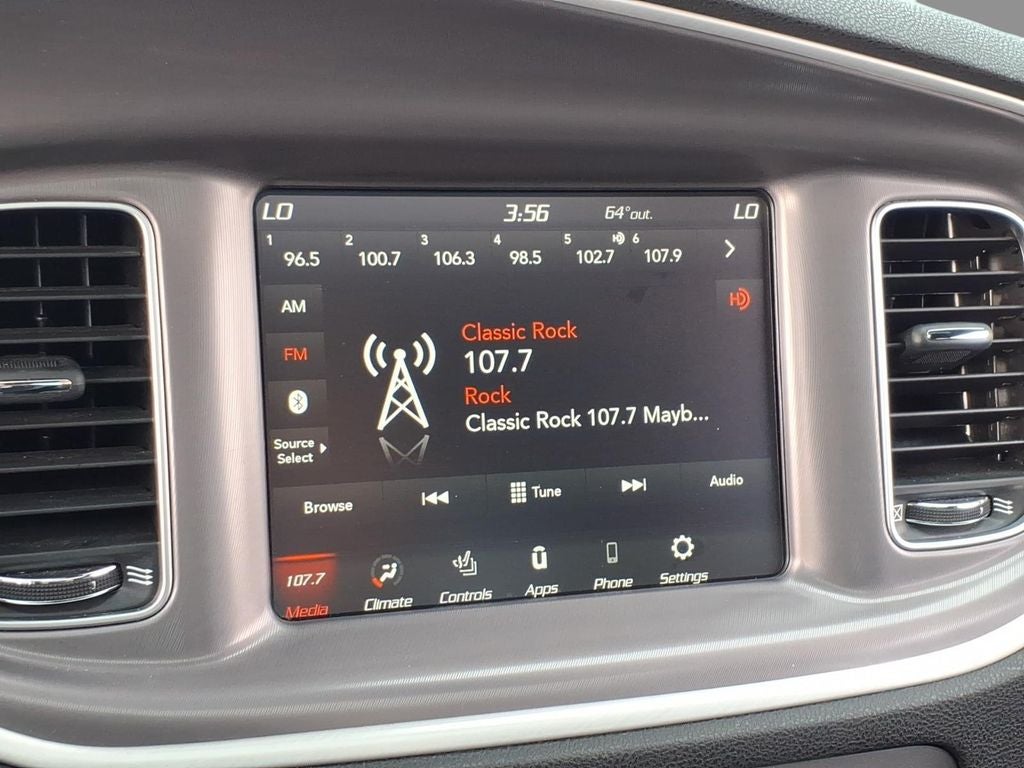 LO 3:56 64°out. LO
1 2 3 4 5 HD 6
96.5 100.7 106.3 98.5 102.7 107.9
AM
HD
FM
Classic Rock
107.7
Rock
Classic Rock 107.7 Mayb...
Source
Select
Browse Tune Audio
107.7
Media Climate Controls Apps Phone Settings